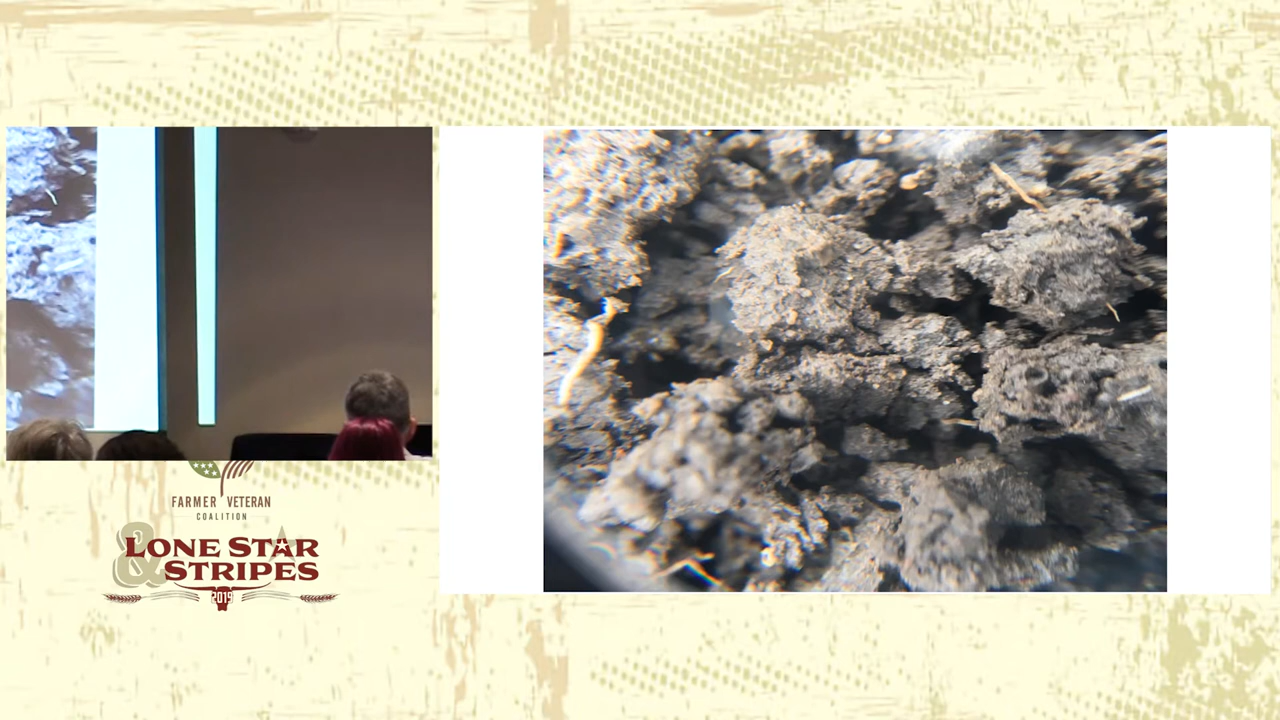 FARMER VETERAN
COALITION
& LONE STAR
STRIPES
2019